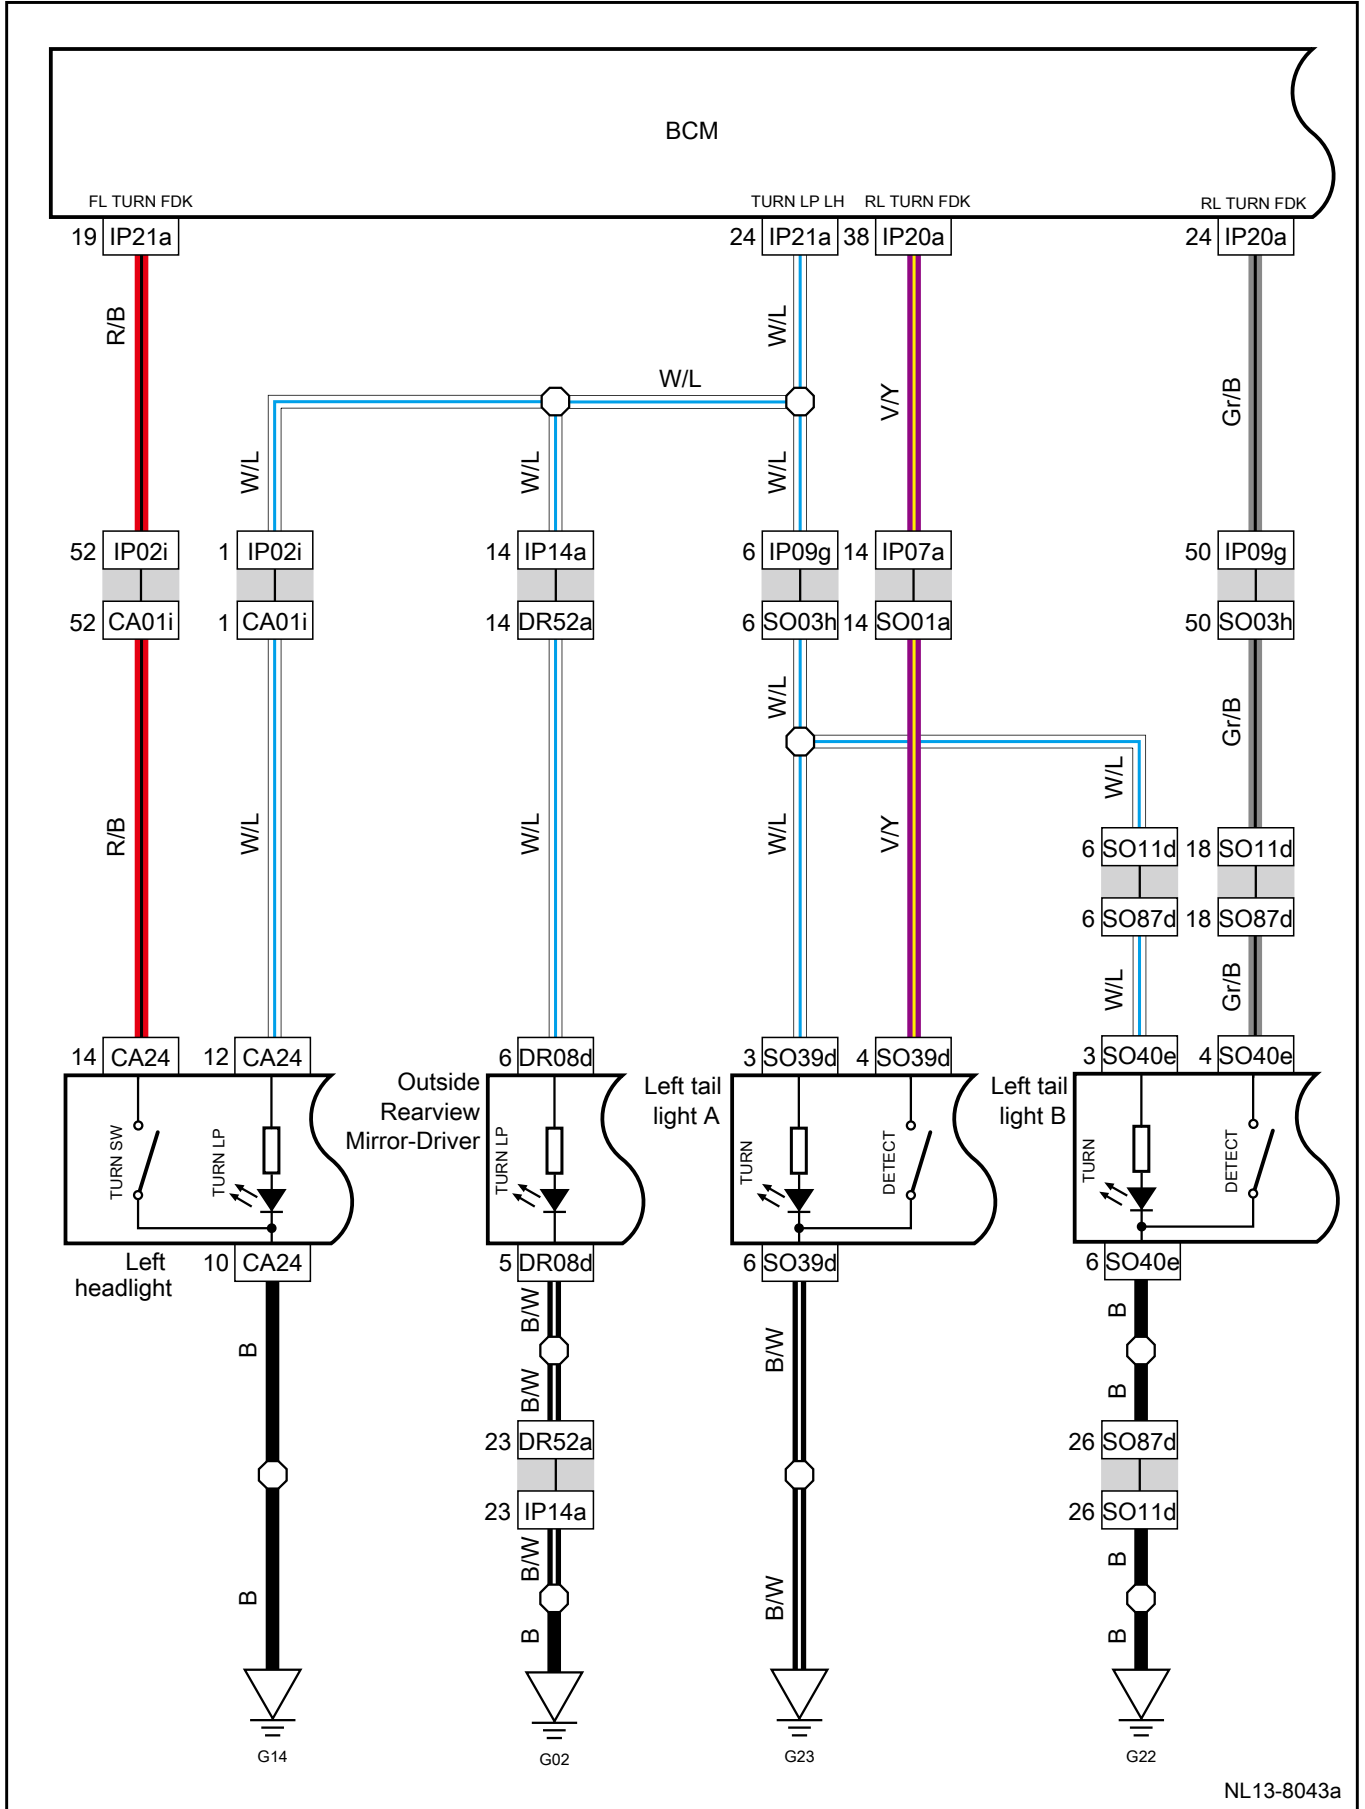 BCM
FL TURN FDK TURN LP LH RL TURN FDK RL TURN FDK
19 IP21a 24 IP21a 38 IP20a 24 IP20a
R/B W/L V/Y Gr/B
W/L
W/L W/L
52 IP02i 1 IP02i 14 IP14a 6 IP09g 14 IP07a 50 IP09g
52 CA01i 1 CA01i 14 DR52a 6 SO03h 14 SO01a 50 SO03h
W/L Gr/B
W/L
R/B W/L W/L W/L V/Y
6 SO11d 18 SO11d
6 SO87d 18 SO87d
W/L Gr/B
14 CA24 12 CA24 6 DR08d 3 SO39d 4 SO39d 3 SO40e 4 SO40e
Outside
Rearview
Mirror-Driver
Left tail
light A
Left tail
light B
TURN SW TURN LP TURN LP TURN DETECT TURN DETECT
Left
headlight
10 CA24 5 DR08d 6 SO39d 6 SO40e
B B/W B/W B
B/W B
23 DR52a 26 SO87d
23 IP14a 26 SO11d
B B/W B/W B
B B
G14 G02 G23 G22
NL13-8043a